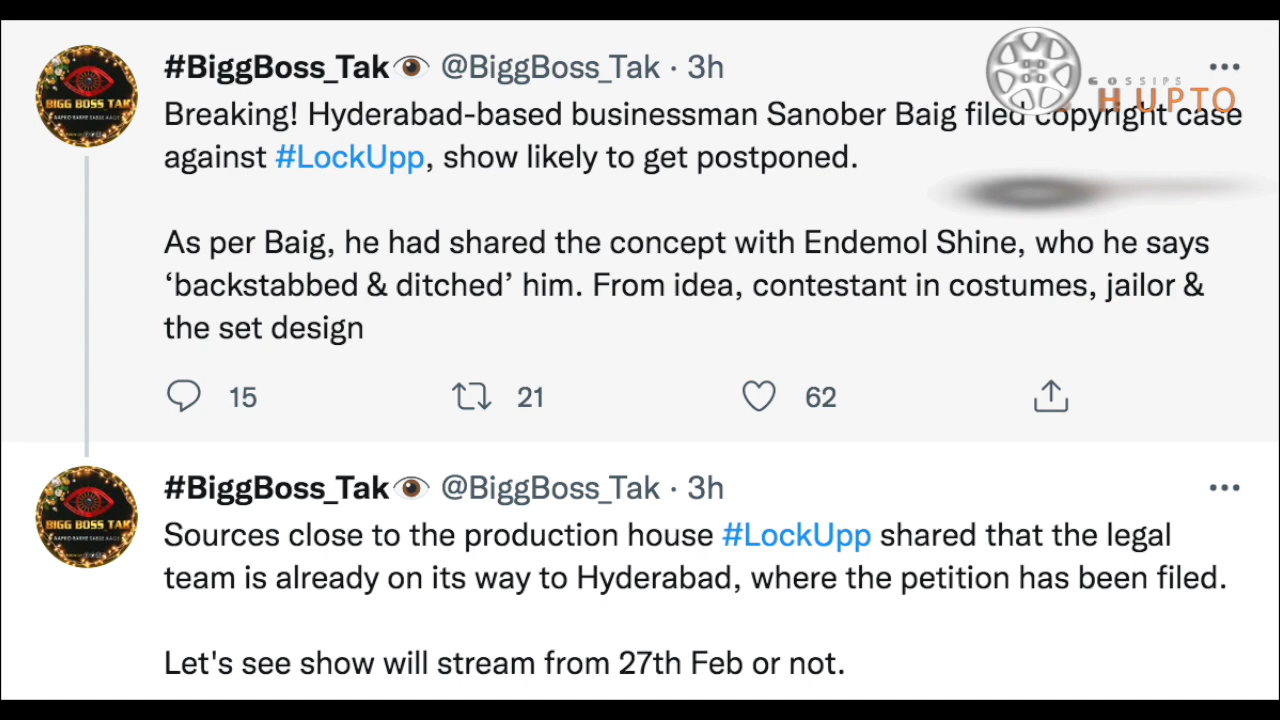 #BiggBoss_Tak👁 @BiggBoss_Tak · 3h
GOSSIPS
HUPTO
BIGG BOSS TAK
Breaking! Hyderabad-based businessman Sanober Baig filed copyright case
against #LockUpp, show likely to get postponed.
As per Baig, he had shared the concept with Endemol Shine, who he says
‘backstabbed & ditched’ him. From idea, contestant in costumes, jailor &
the set design
15 21 62
#BiggBoss_Tak👁 @BiggBoss_Tak · 3h
BIGG BOSS TAK
Sources close to the production house #LockUpp shared that the legal
team is already on its way to Hyderabad, where the petition has been filed.
Let's see show will stream from 27th Feb or not.